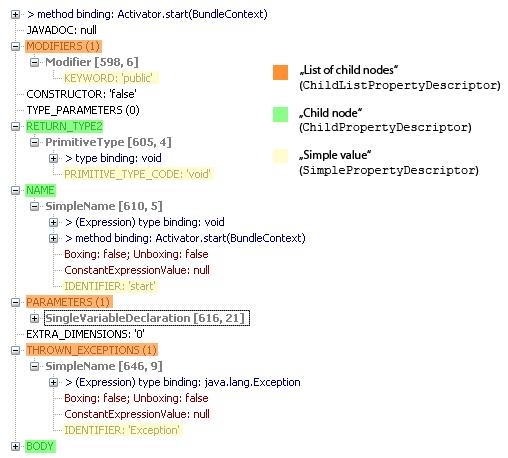 > method binding: Activator.start(BundleContext)
JAVADOC: null
MODIFIERS (1)
Modifier [598, 6]
KEYWORD: 'public'
CONSTRUCTOR: 'false'
TYPE_PARAMETERS (0)
RETURN_TYPE2
PrimitiveType [605, 4]
> type binding: void
PRIMITIVE_TYPE_CODE: 'void'
NAME
SimpleName [610, 5]
> (Expression) type binding: void
> method binding: Activator.start(BundleContext)
Boxing: false; Unboxing: false
ConstantExpressionValue: null
IDENTIFIER: 'start'
PARAMETERS (1)
SingleVariableDeclaration [616, 21]
EXTRA_DIMENSIONS: '0'
THROWN_EXCEPTIONS (1)
SimpleName [646, 9]
> (Expression) type binding: java.lang.Exception
Boxing: false; Unboxing: false
ConstantExpressionValue: null
IDENTIFIER: 'Exception'
BODY
„List of child nodes“
(ChildListPropertyDescriptor)
„Child node“
(ChildPropertyDescriptor)
„Simple value“
(SimplePropertyDescriptor)